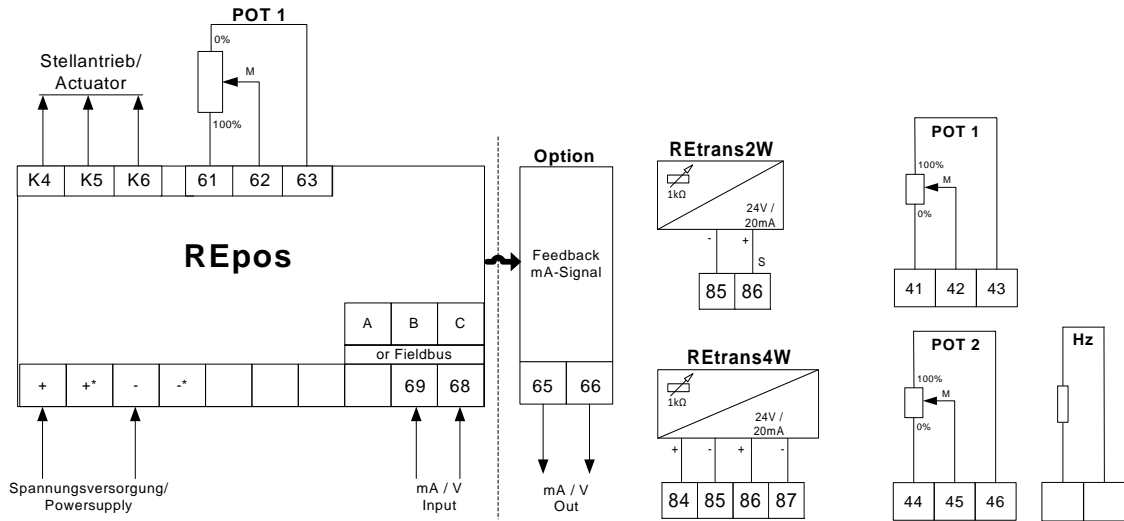 POT 1
0%
M
100%
Stellantrieb/
Actuator
K4 K5 K6 61 62 63
REpos
A B C
or Fieldbus
+ +* - -* 69 68
Spannungsversorgung/
Powersupply
mA / V
Input
Option
Feedback
mA-Signal
65 66
mA / V
Out
REtrans2W
1kΩ
24V /
20mA
- +
S
85 86
REtrans4W
1kΩ
24V /
20mA
+ - + -
84 85 86 87
POT 1
100%
M
0%
41 42 43
POT 2
100%
M
0%
44 45 46
Hz